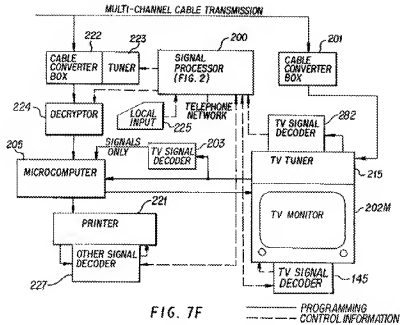 MULTI-CHANNEL CABLE TRANSMISSION
222 223 200 201
CABLE CONVERTER BOX
TUNER
SIGNAL PROCESSOR (FIG. 2)
CABLE CONVERTER BOX
224
DECRYPTOR
LOCAL INPUT
225
TELEPHONE NETWORK
282
TV SIGNAL DECODER
205
SIGNALS ONLY
203
TV SIGNAL DECODER
MICROCOMPUTER
TV TUNER
215
221
PRINTER
TV MONITOR
202M
OTHER SIGNAL DECODER
227
TV SIGNAL DECODER
145
FIG. 7F
PROGRAMMING
CONTROL INFORMATION